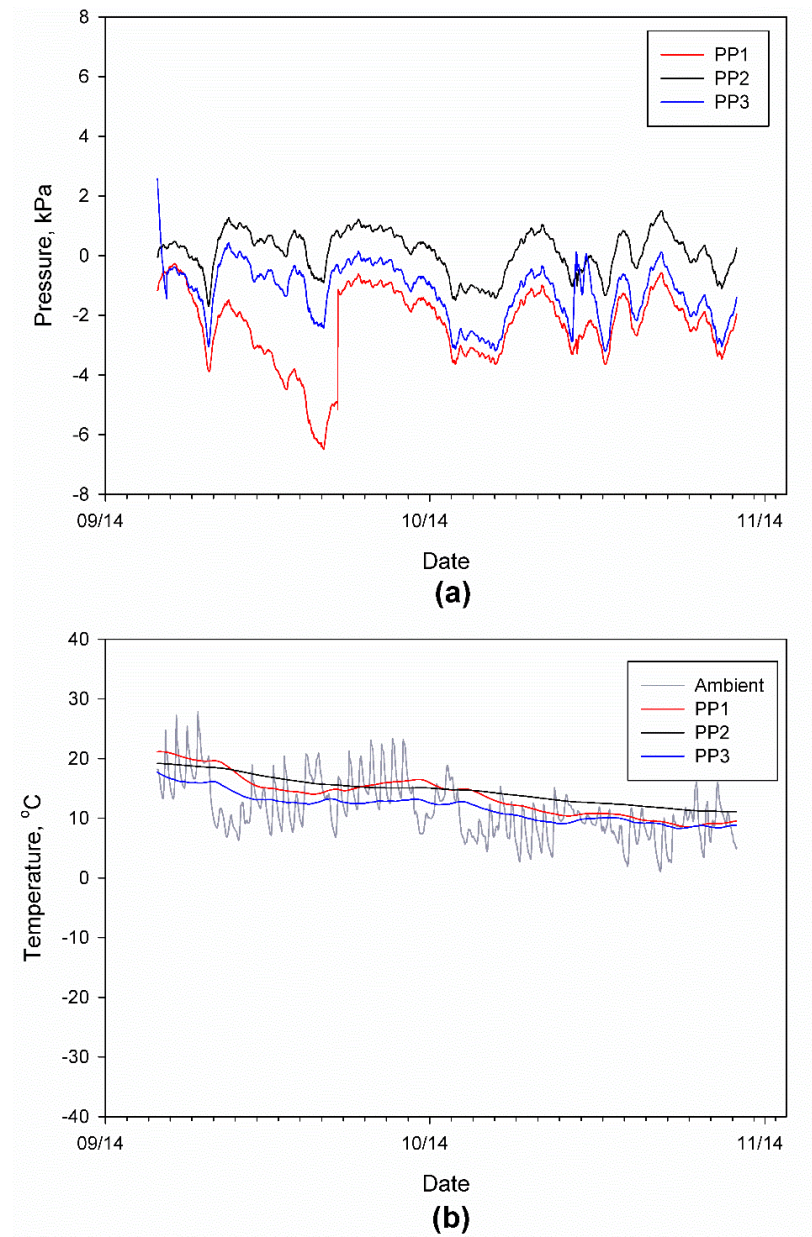 8
6
4
2
0
-2
-4
-6
-8
Pressure, kPa
PP1
PP2
PP3
09/14
10/14
11/14
Date
(a)
40
30
20
10
0
-10
-20
-30
-40
Temperature, °C
Ambient
PP1
PP2
PP3
09/14
10/14
11/14
Date
(b)